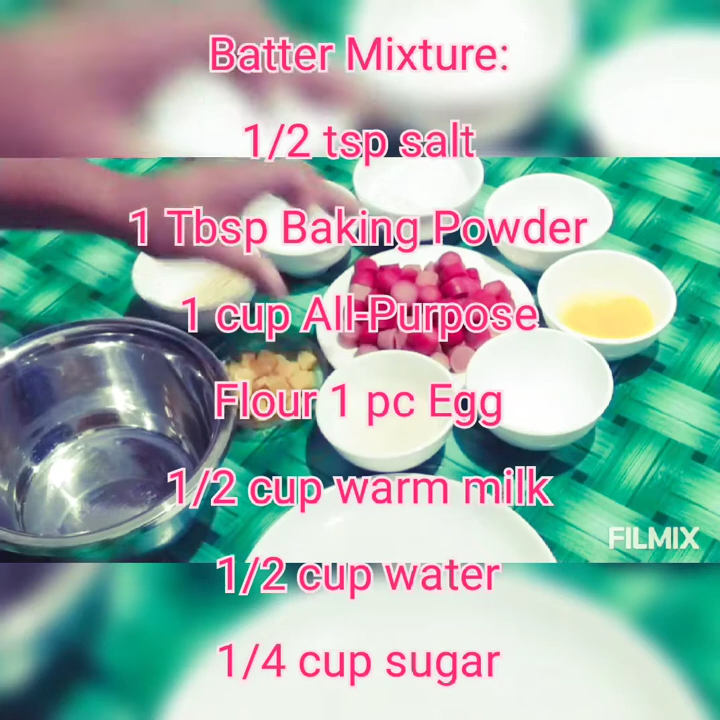 Batter Mixture:
1/2 tsp salt
1 Tbsp Baking Powder
1 cup All-Purpose
Flour 1 pc Egg
1/2 cup warm milk
FILMIX
1/2 cup water
1/4 cup sugar